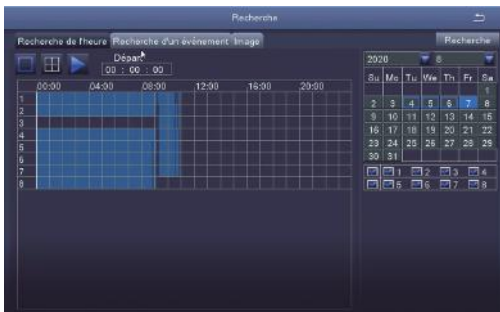 Recherche
Recherche de l'heure Recherche d'un évènement Image
Recherche
Départ
00 : 00 : 00
00:00 04:00 08:00 12:00 16:00 20:00
1
2
3
4
5
6
7
8
2020 8
Su Mo Tu We Th Fr Sa
1
2 3 4 5 6 7 8
9 10 11 12 13 14 15
16 17 18 19 20 21 22
23 24 25 26 27 28 29
30 31
1 2 3 4
5 6 7 8